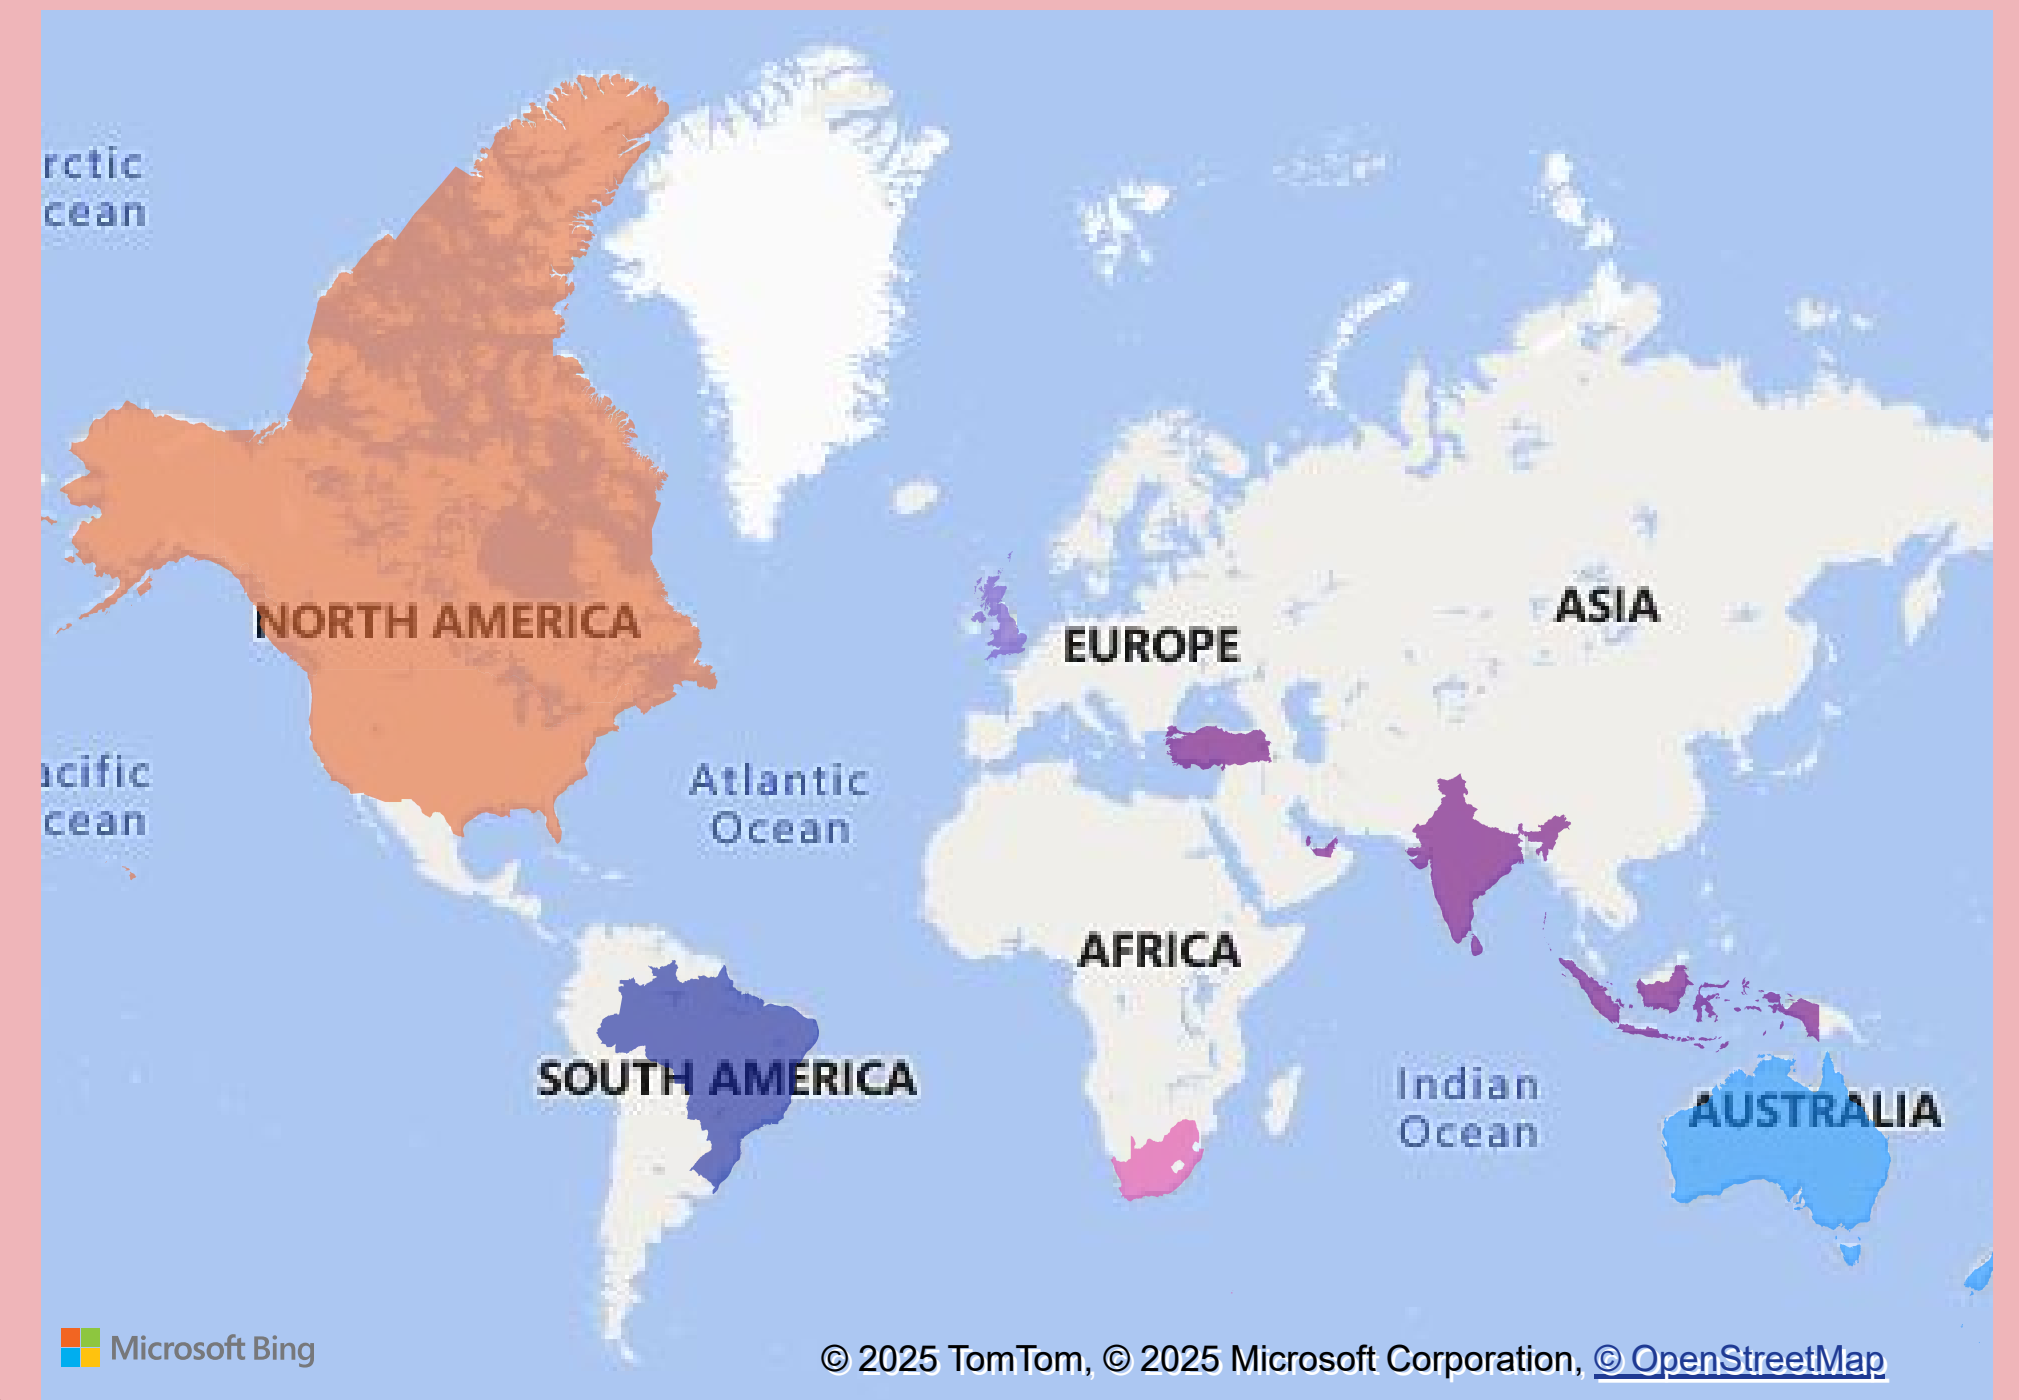 rctic
cean
NORTH AMERICA
EUROPE
ASIA
acific
cean
Atlantic
Ocean
AFRICA
SOUTH AMERICA
Indian
Ocean
AUSTRALIA
Microsoft Bing
© 2025 TomTom, © 2025 Microsoft Corporation, © OpenStreetMap